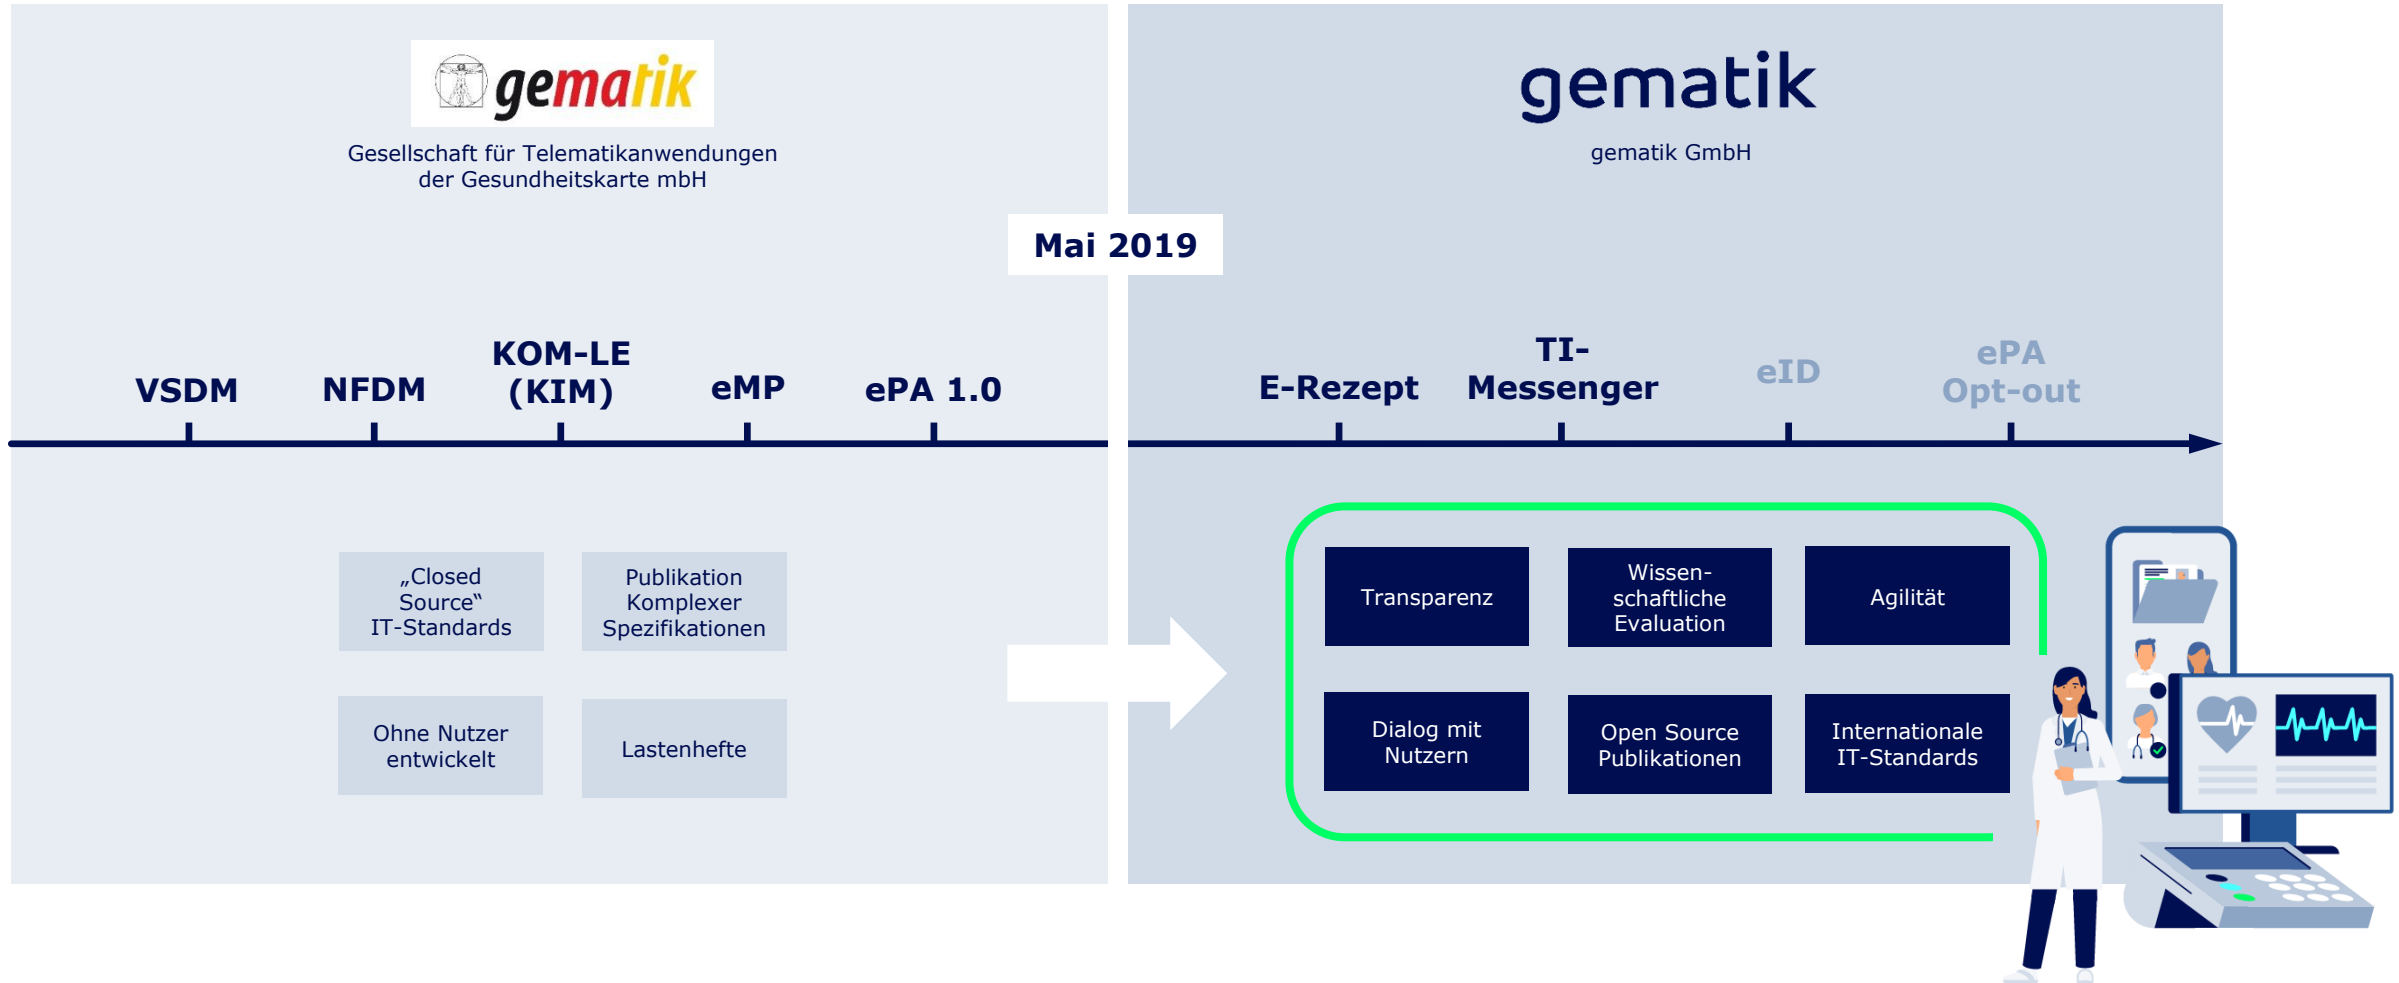 gematik
Gesellschaft für Telematikanwendungen
der Gesundheitskarte mbH
gematik
gematik GmbH
Mai 2019
VSDM
NFDM
KOM-LE
(KIM)
eMP
ePA 1.0
E-Rezept
TI-
Messenger
eID
ePA
Opt-out
„Closed
Source“
IT-Standards
Publikation
Komplexer
Spezifikationen
Ohne Nutzer
entwickelt
Lastenhefte
Transparenz
Wissen-
schaftliche
Evaluation
Agilität
Dialog mit
Nutzern
Open Source
Publikationen
Internationale
IT-Standards